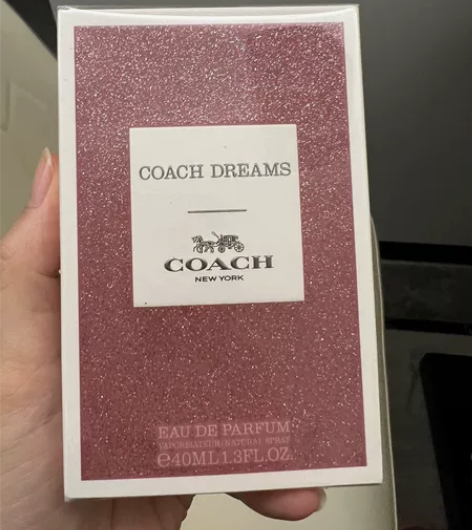 COACH DREAMS
COACH
NEW YORK
EAU DE PARFUM
VAPORISATEUR/NATURAL SPRAY
℮40ML 1.3FL.OZ.